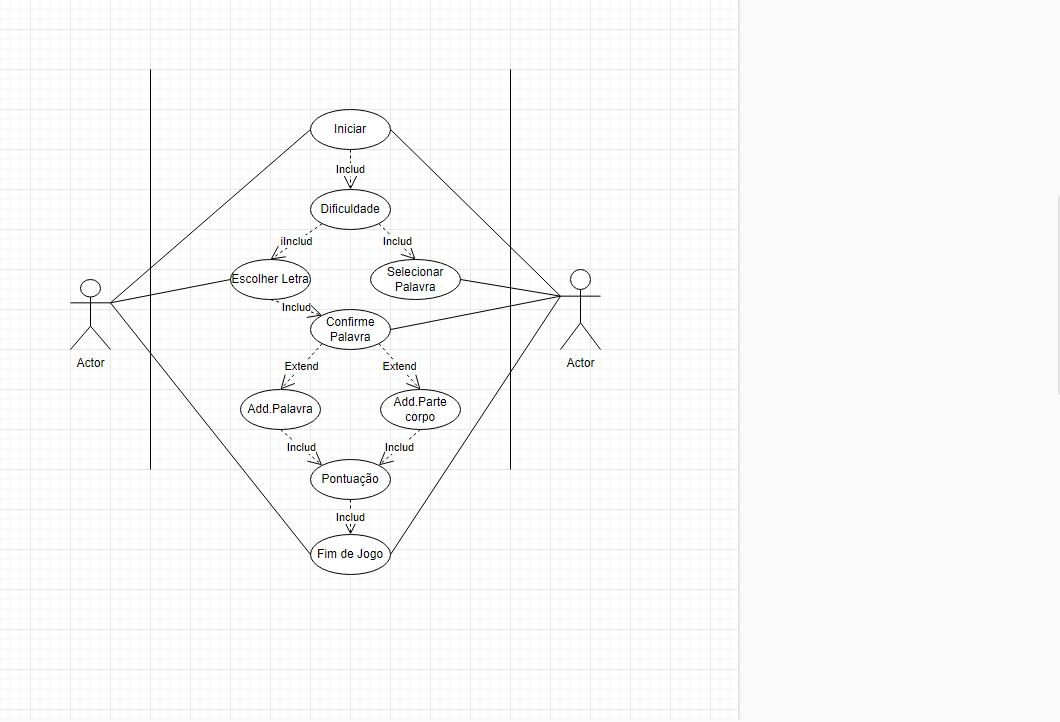 Iniciar
Includ
Dificuldade
iInclud
Includ
Escolher Letra
Selecionar
Palavra
Includ
Confirme
Palavra
Actor
Actor
Extend
Extend
Add.Palavra
Add.Parte
corpo
Includ
Includ
Pontuação
Includ
Fim de Jogo